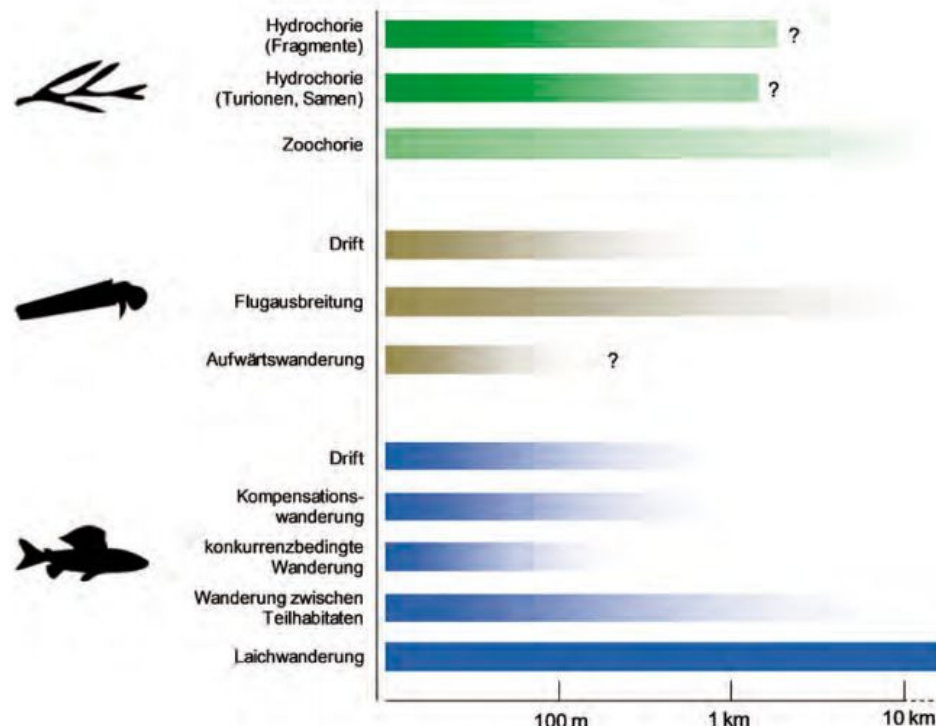 Hydrochorie
(Fragmente)
?
Hydrochorie
(Turionen, Samen)
?
Zoochorie
Drift
Flugausbreitung
Aufwärtswanderung
?
Drift
Kompensations-
wanderung
konkurrenzbedingte
Wanderung
Wanderung zwischen
Teilhabitaten
Laichwanderung
100 m
1 km
10 km